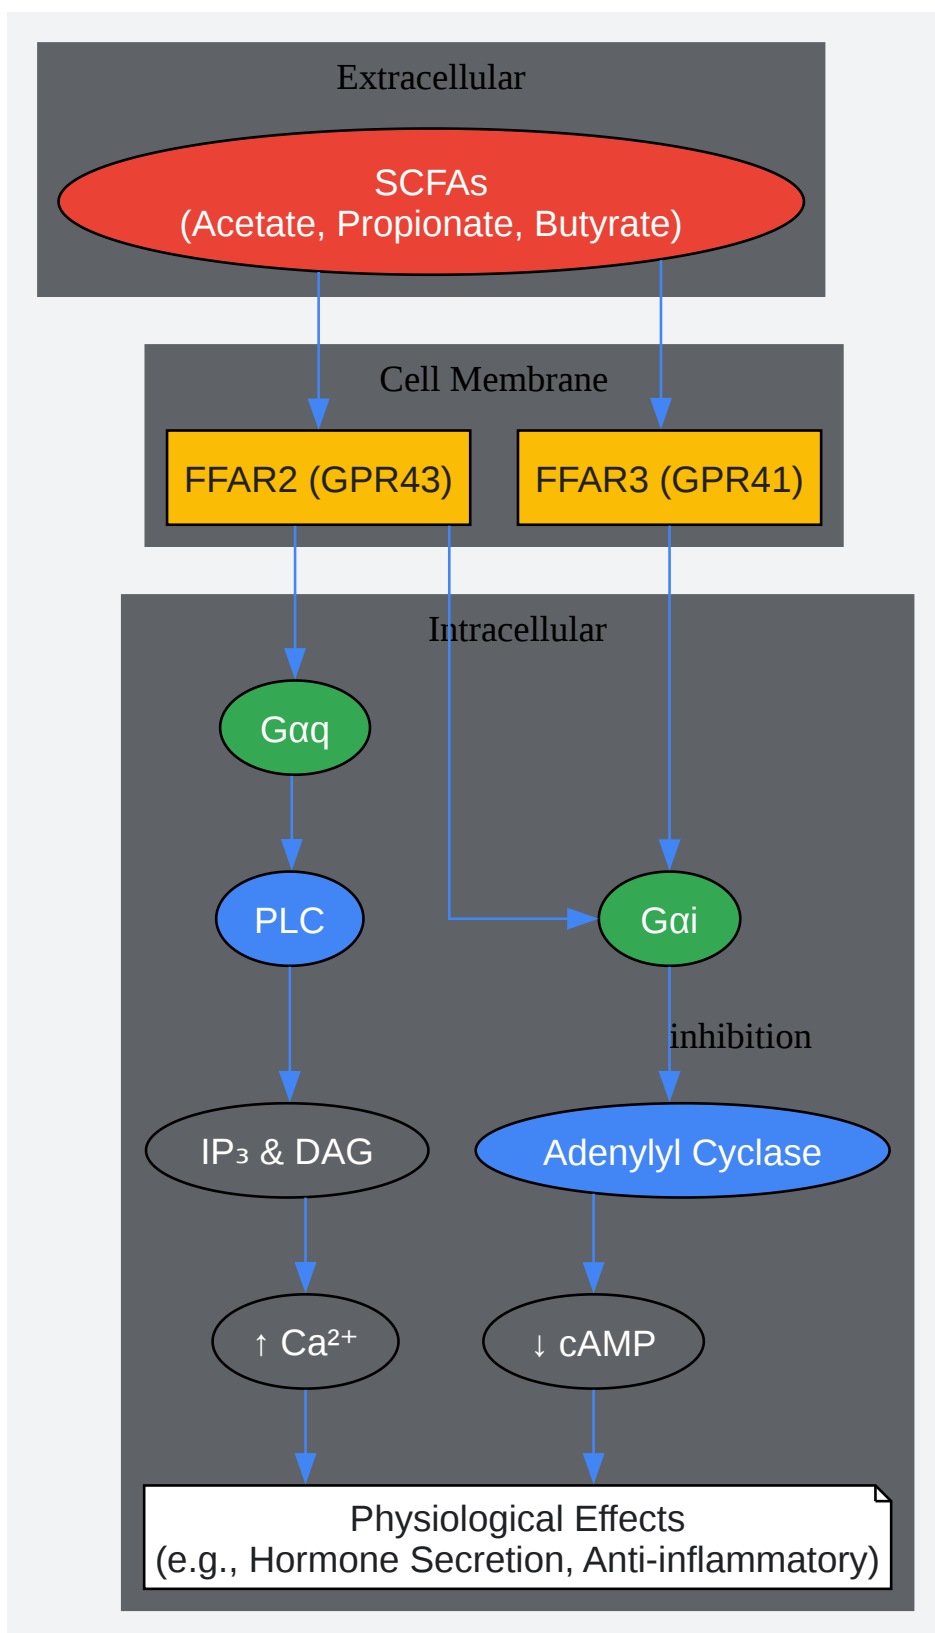 Extracellular
SCFAs
(Acetate, Propionate, Butyrate)
Cell Membrane
FFAR2 (GPR43)
FFAR3 (GPR41)
Intracellular
Gαq
PLC
Gαi
inhibition
IP₃ & DAG
Adenylyl Cyclase
↑ Ca²⁺
↓ cAMP
Physiological Effects
(e.g., Hormone Secretion, Anti-inflammatory)